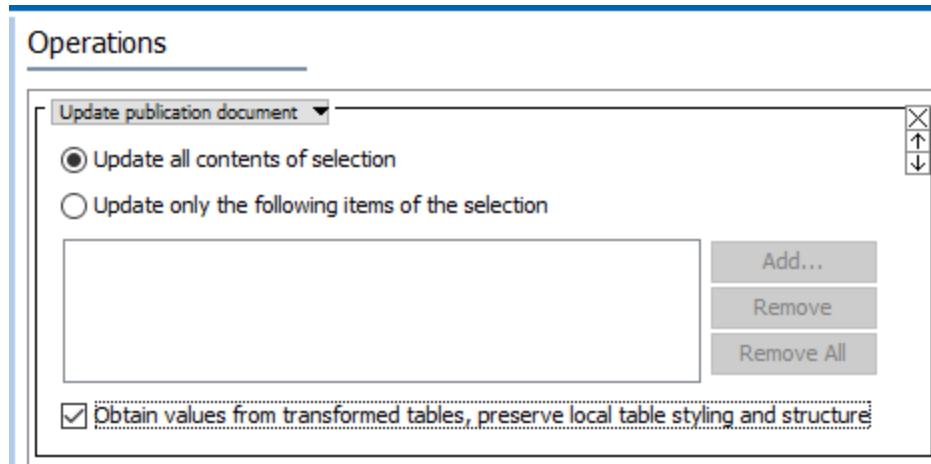 Operations
Update publication document
Update all contents of selection
Update only the following items of the selection
Add...
Remove
Remove All
Obtain values from transformed tables, preserve local table styling and structure